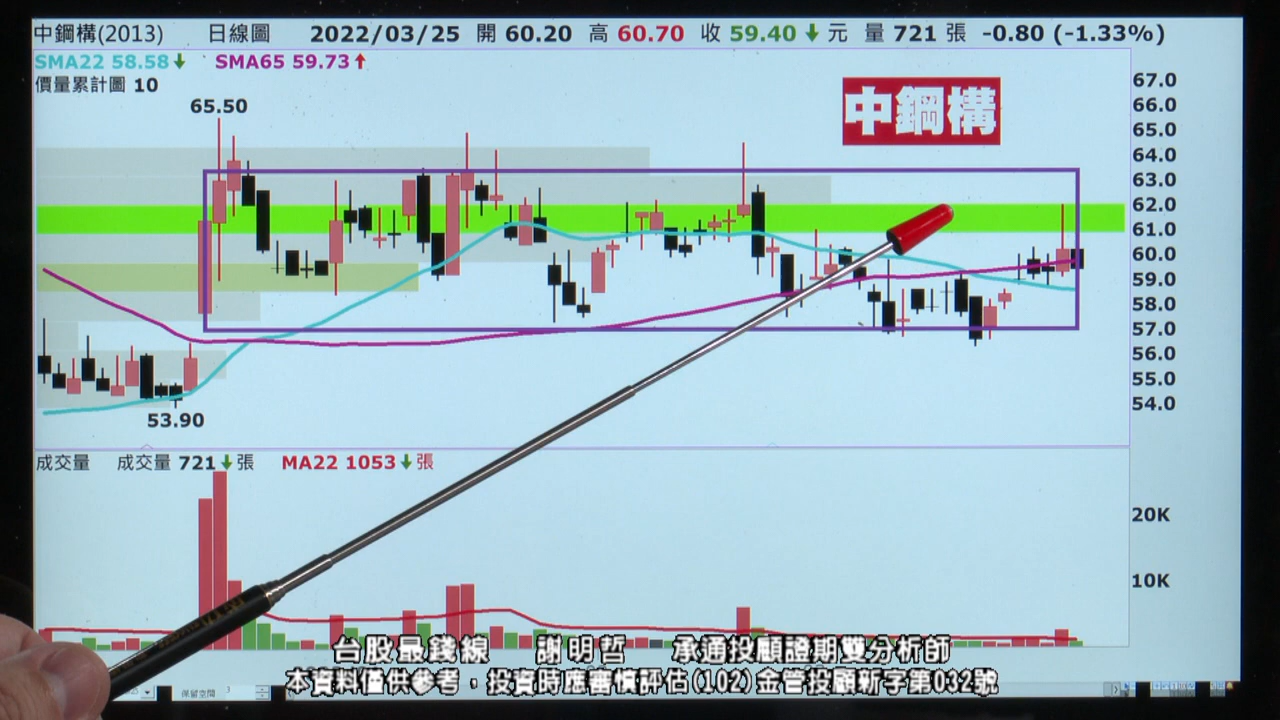 中鋼構(2013) 日線圖 2022/03/25 開 60.20 高 60.70 收 59.40↓ 元 量 721 張 -0.80 (-1.33%)
SMA22 58.58↓ SMA65 59.73↑
價量累計圖 10
65.50
中鋼構
67.0
66.0
65.0
64.0
63.0
62.0
61.0
60.0
59.0
58.0
57.0
56.0
55.0
54.0
53.90
成交量 成交量 721↓張 MA22 1053↓張
20K
10K
台股最錢線 謝明哲 承通投顧證期雙分析師
本資料僅供參考，投資時應審慎評估(102)金管投顧新字第032號
保留空間 3